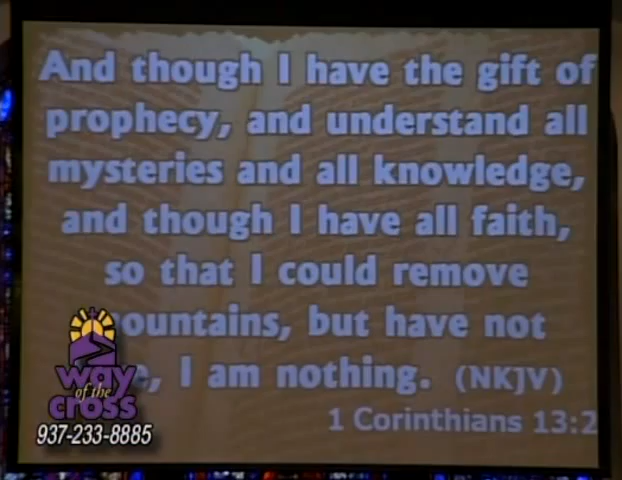 And though I have the gift of
prophecy, and understand all
mysteries and all knowledge,
and though I have all faith,
so that I could remove
ountains, but have not
e, I am nothing. (NKJV)
1 Corinthians 13:2
way
of the
cross
937-233-8885